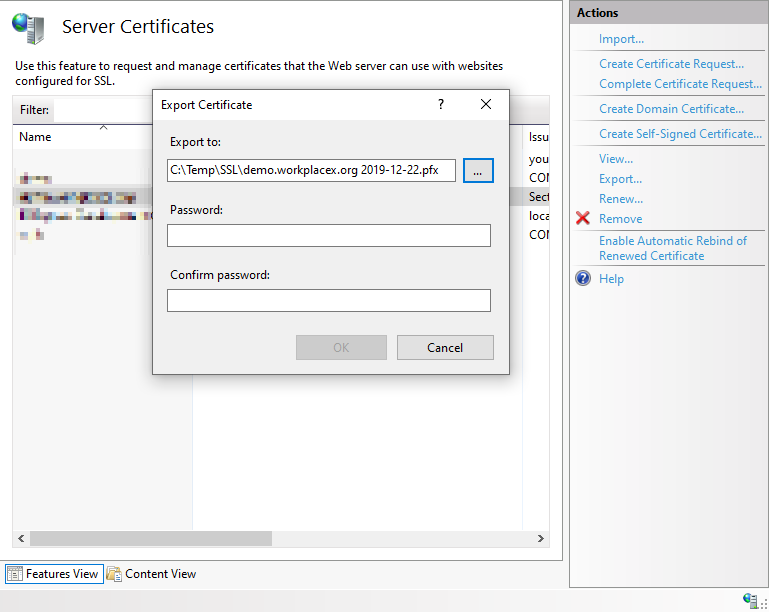 Server Certificates
Use this feature to request and manage certificates that the Web server can use with websites
configured for SSL.
Filter:
Name
Issu
you
CON
Sect
loca
CON
Export Certificate
?
Export to:
C:\Temp\SSL\demo.workplacex.org 2019-12-22.pfx
...
Password:
Confirm password:
OK
Cancel
Features View
Content View
Actions
Import...
Create Certificate Request...
Complete Certificate Request...
Create Domain Certificate...
Create Self-Signed Certificate...
View...
Export...
Renew...
Remove
Enable Automatic Rebind of
Renewed Certificate
Help